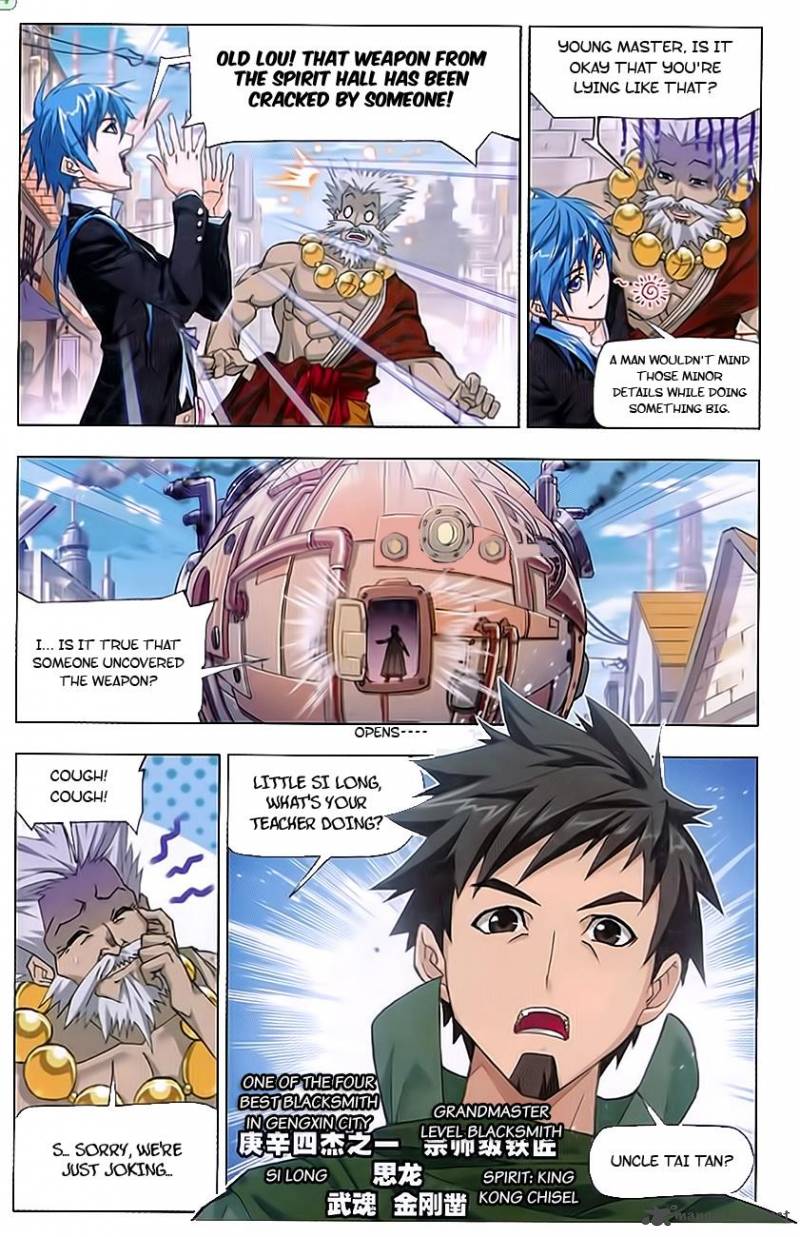 OLD LOU! THAT WEAPON FROM
THE SPIRIT HALL HAS BEEN
CRACKED BY SOMEONE!
YOUNG MASTER, IS IT
OKAY THAT YOU'RE
LYING LIKE THAT?
A MAN WOULDN'T MIND
THOSE MINOR
DETAILS WHILE DOING
SOMETHING BIG.
I... IS IT TRUE THAT
SOMEONE UNCOVERED
THE WEAPON?
OPENS----
COUGH!
COUGH!
LITTLE SI LONG,
WHAT'S YOUR
TEACHER DOING?
S... SORRY, WE'RE
JUST JOKING...
ONE OF THE FOUR
BEST BLACKSMITH
IN GENGXIN CITY
GRANDMASTER
LEVEL BLACKSMITH
庚辛四杰之一 宗师级铁匠
SI LONG
思龙
SPIRIT: KING
KONG CHISEL
武魂 金刚凿
UNCLE TAI TAN?